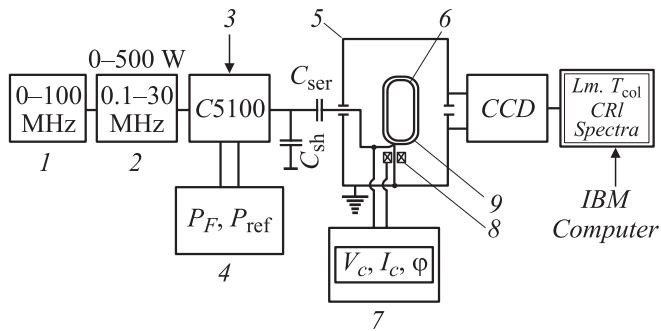 3
5
6
0–500 W
0–100
MHz
0.1–30
MHz
C5100
C_ser
C_sh
CCD
Lm. T_col
CRl
Spectra
1
2
9
8
IBM
Computer
P_F, P_ref
4
V_c, I_c, φ
7